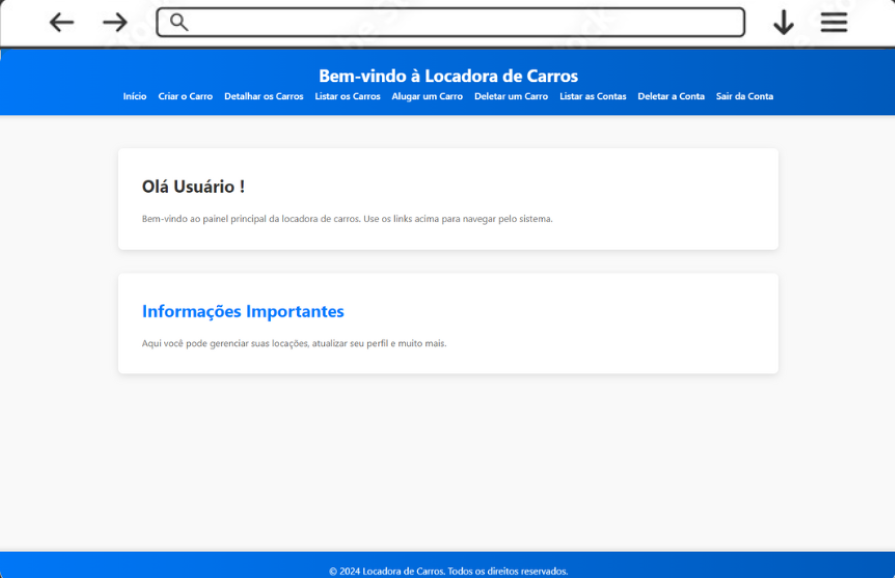 Bem-vindo à Locadora de Carros
Início Criar o Carro Detalhar os Carros Listar os Carros Alugar um Carro Deletar um Carro Listar as Contas Deletar a Conta Sair da Conta
Olá Usuário !
Bem-vindo ao painel principal da locadora de carros. Use os links acima para navegar pelo sistema.
Informações Importantes
Aqui você pode gerenciar suas locações, atualizar seu perfil e muito mais.
© 2024 Locadora de Carros. Todos os direitos reservados.